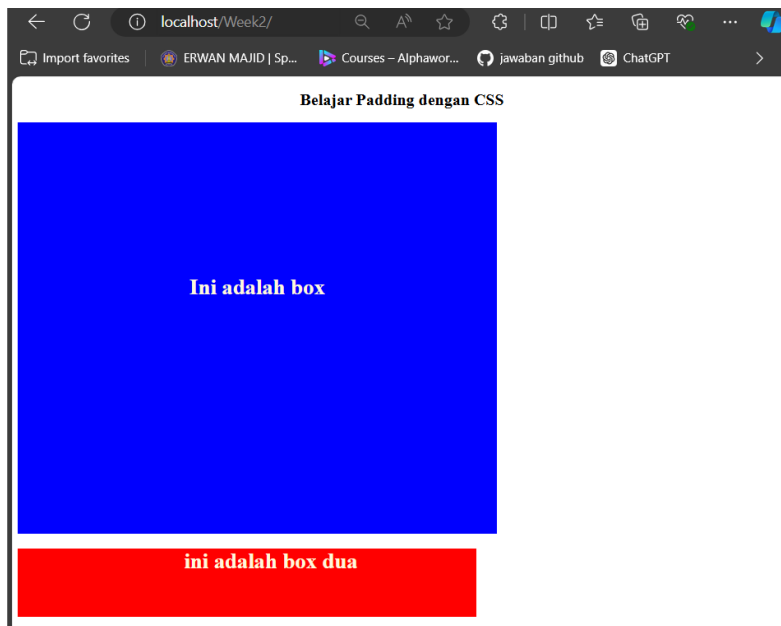 localhost/Week2/
Import favorites
ERWAN MAJID | Sp...
Courses – Alphawor...
jawaban github
ChatGPT
Belajar Padding dengan CSS
Ini adalah box
ini adalah box dua